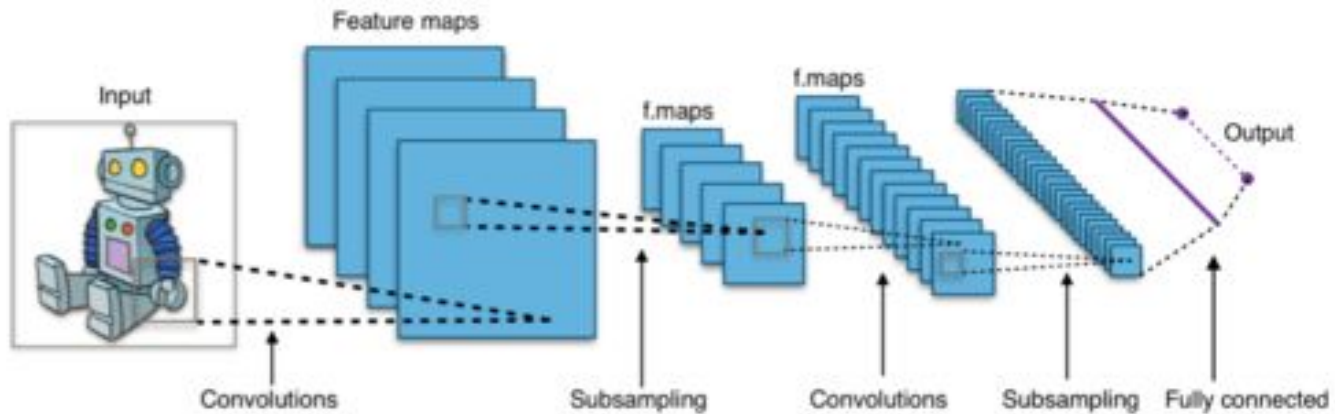 Feature maps
Input
f.maps
f.maps
Output
Convolutions
Subsampling
Convolutions
Subsampling
Fully connected